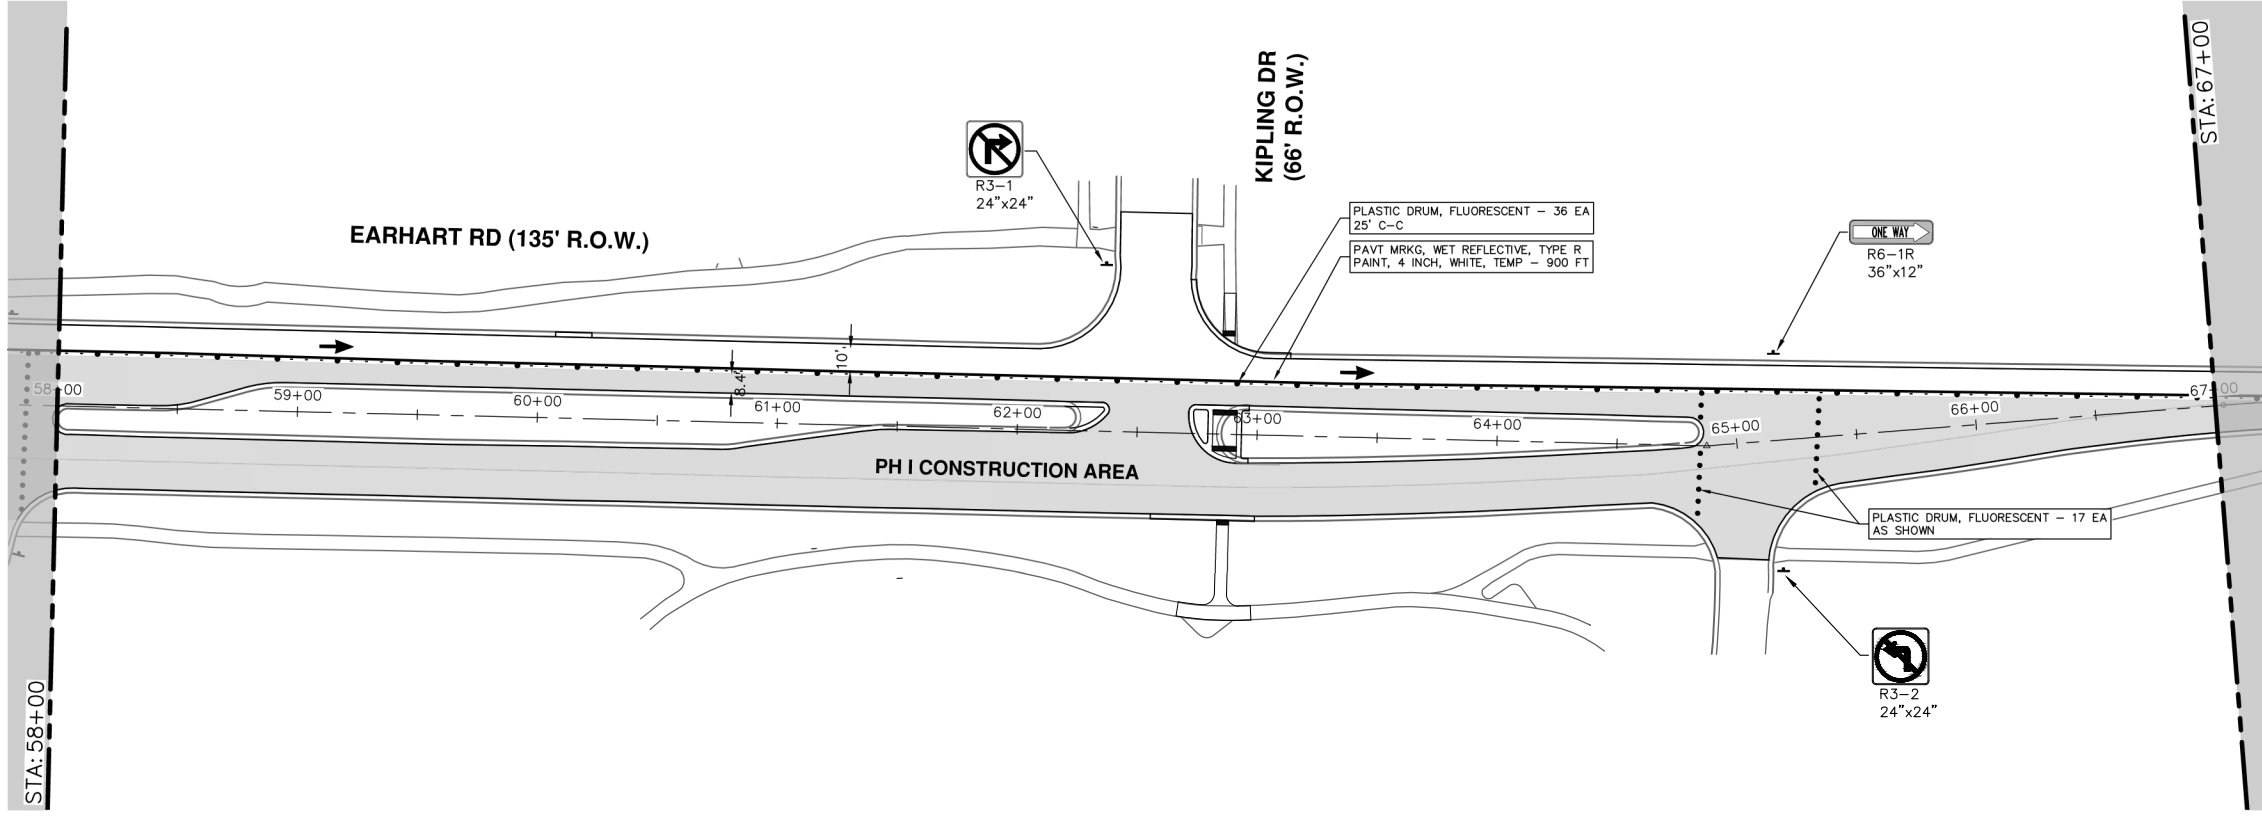 STA: 67+00
KIPLING DR
(66' R.O.W.)
R3-1
24"x24"
EARHART RD (135' R.O.W.)
PLASTIC DRUM, FLUORESCENT - 36 EA
25' C-C
PAVT MRKG, WET REFLECTIVE, TYPE R
PAINT, 4 INCH, WHITE, TEMP - 900 FT
ONE WAY
R6-1R
36"x12"
10'
8.4'
58+00
59+00
60+00
61+00
62+00
63+00
64+00
65+00
66+00
67+00
PH I CONSTRUCTION AREA
PLASTIC DRUM, FLUORESCENT - 17 EA
AS SHOWN
R3-2
24"x24"
STA: 58+00